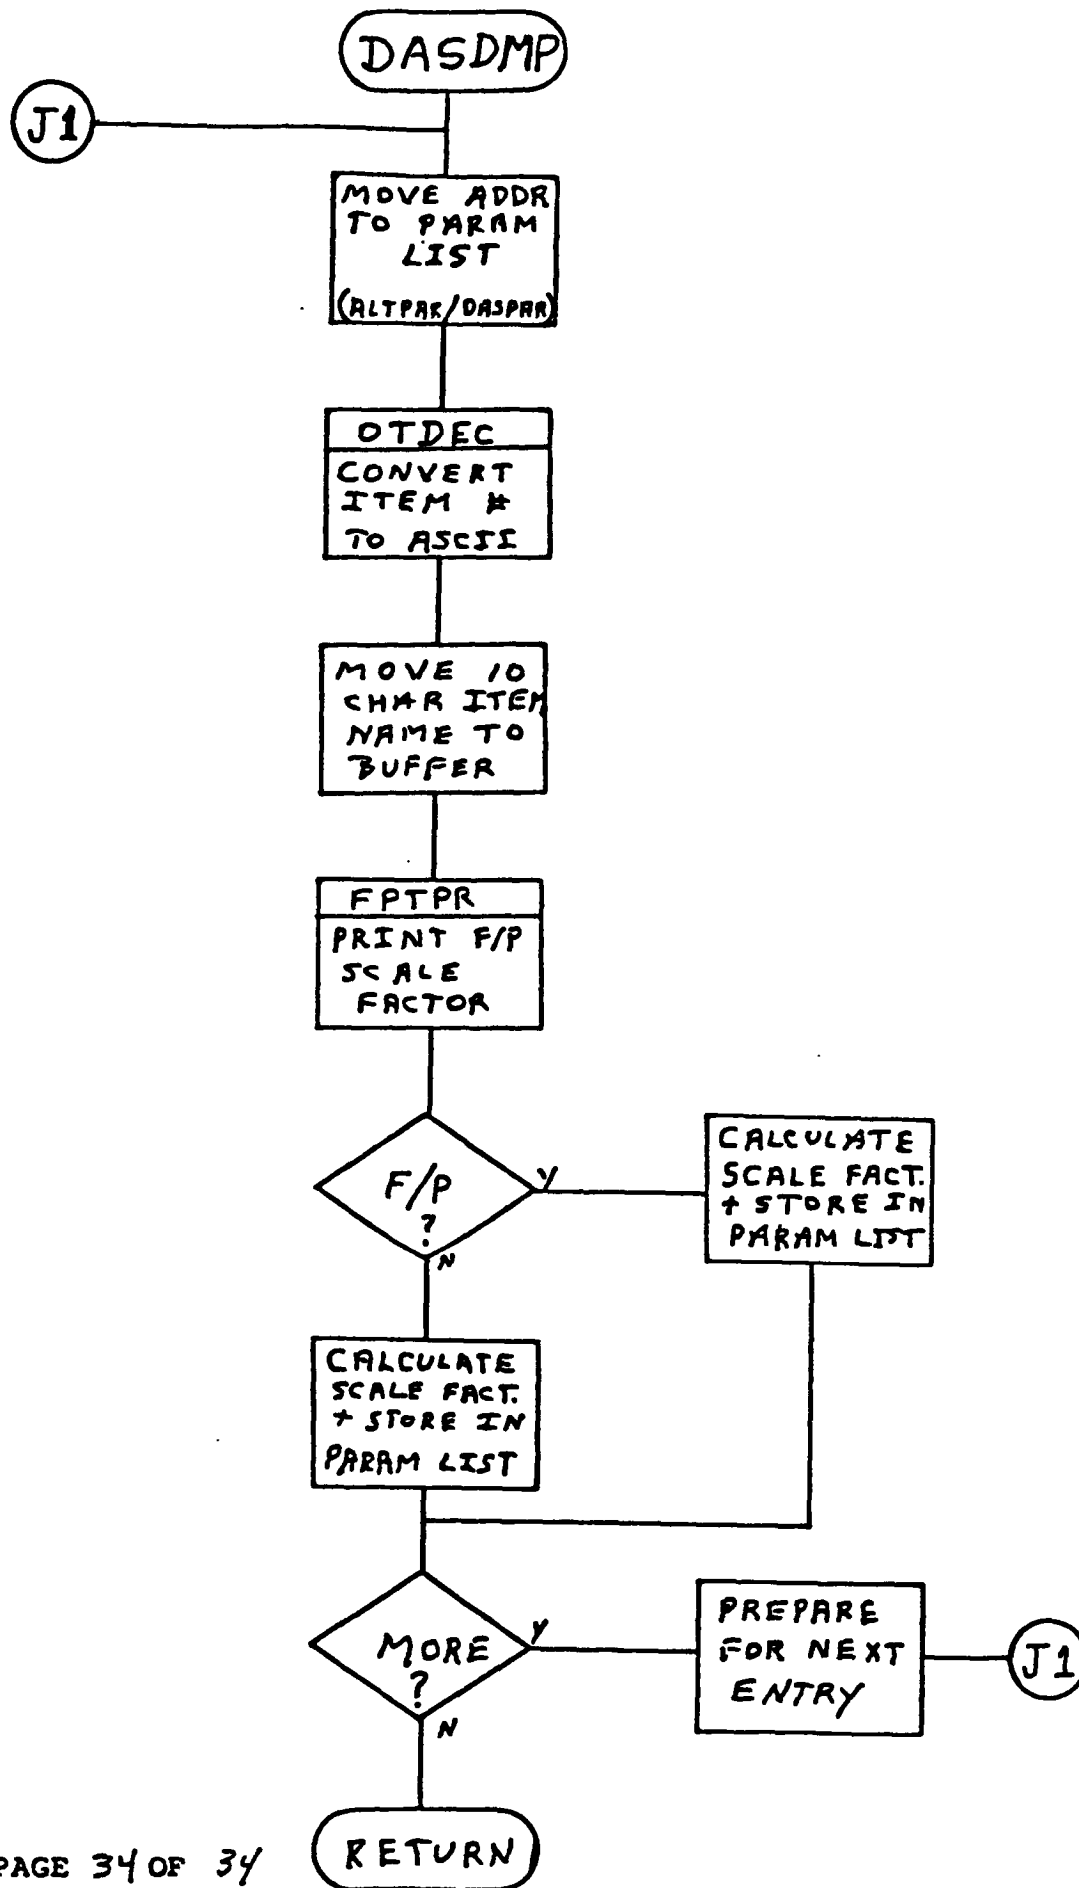 DASDMP
J1
MOVE ADDR
TO PARAM
LIST
(ALTPAR/DASPAR)
OTDEC
CONVERT
ITEM #
TO ASCII
MOVE 10
CHAR ITEM
NAME TO
BUFFER
FPTPR
PRINT F/P
SCALE
FACTOR
F/P
?
Y
N
CALCULATE
SCALE FACT.
+ STORE IN
PARAM LIST
CALCULATE
SCALE FACT.
+ STORE IN
PARAM LIST
MORE
?
Y
N
PREPARE
FOR NEXT
ENTRY
J1
RETURN
PAGE 34 OF 34